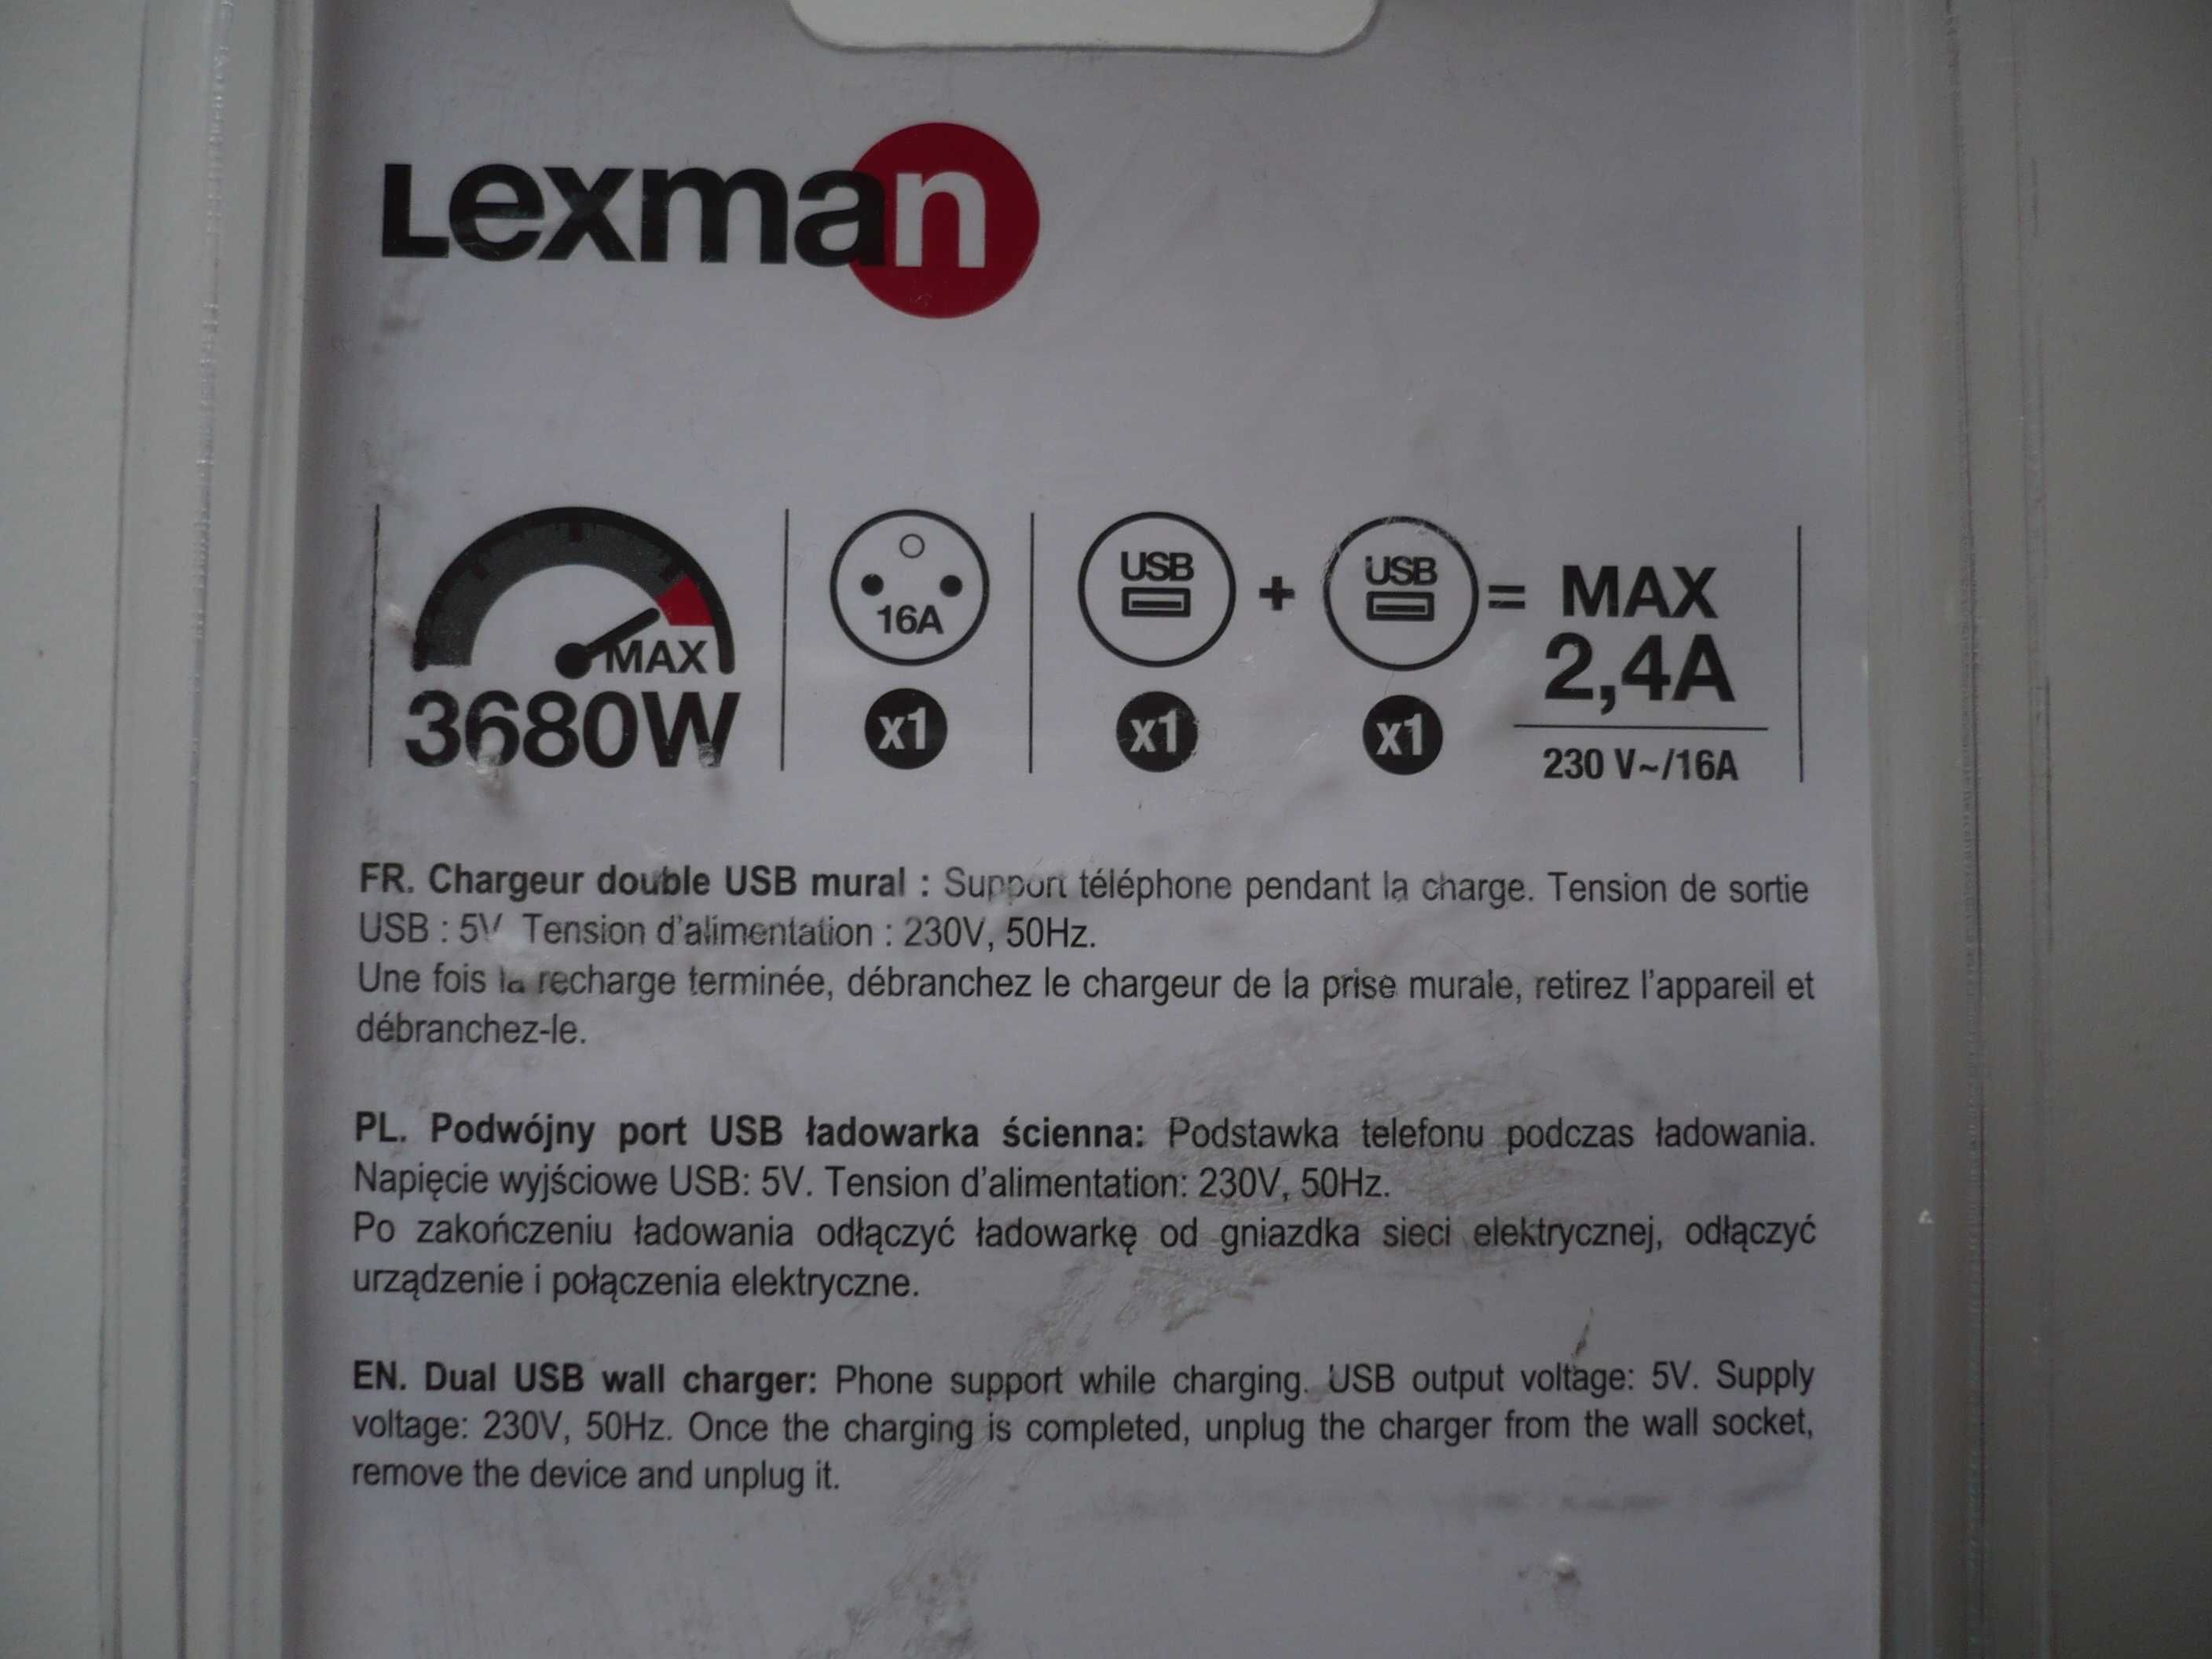 Lexman
MAX
3680W
16A
x1
USB + USB = MAX
2,4A
x1 x1
230 V~/16A
FR. Chargeur double USB mural : Support téléphone pendant la charge. Tension de sortie
USB : 5V Tension d'alimentation : 230V, 50Hz.
Une fois la recharge terminée, débranchez le chargeur de la prise murale, retirez l'appareil et
débranchez-le.
PL. Podwójny port USB ładowarka ścienna: Podstawka telefonu podczas ładowania.
Napięcie wyjściowe USB: 5V. Tension d'alimentation: 230V, 50Hz.
Po zakończeniu ładowania odłączyć ładowarkę od gniazdka sieci elektrycznej, odłączyć
urządzenie i połączenia elektryczne.
EN. Dual USB wall charger: Phone support while charging. USB output voltage: 5V. Supply
voltage: 230V, 50Hz. Once the charging is completed, unplug the charger from the wall socket,
remove the device and unplug it.